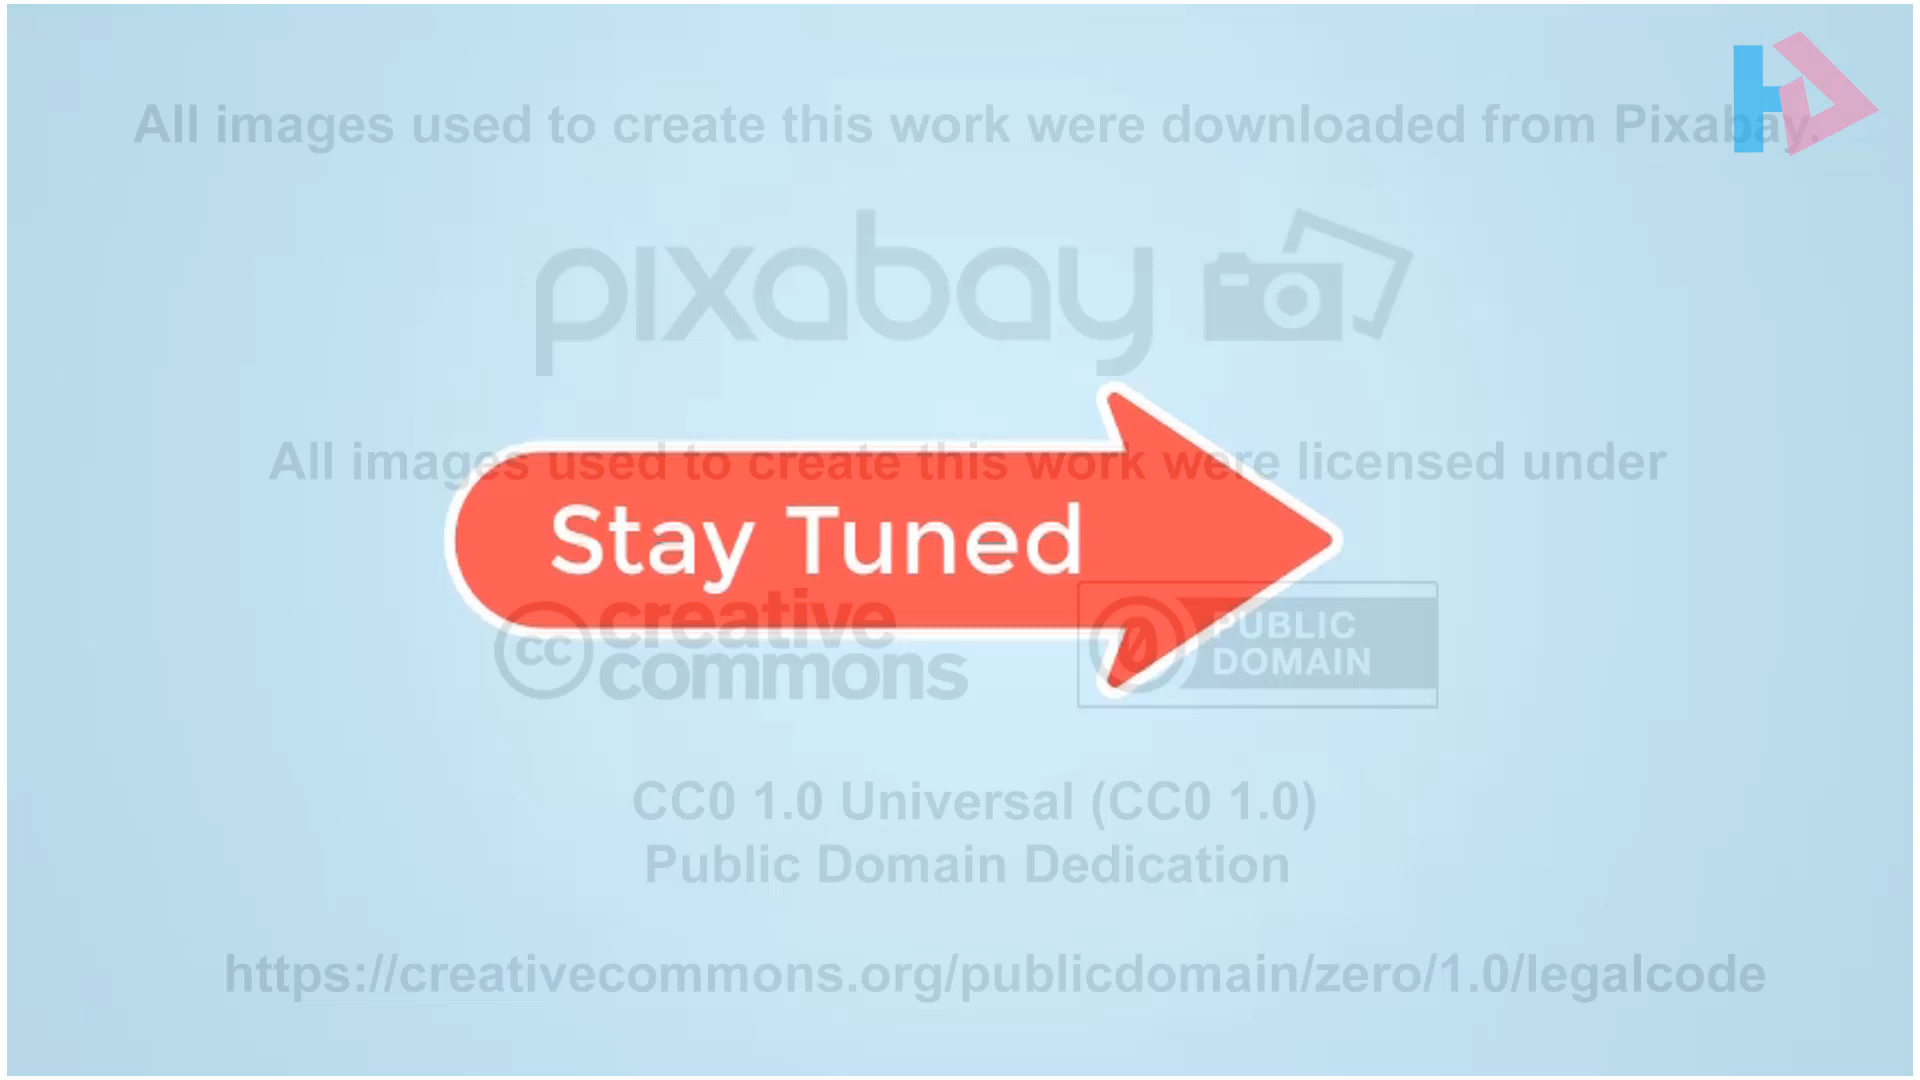 All images used to create this work were downloaded from Pixabay.
pixabay
All images used to create this work were licensed under
Stay Tuned
cc creative commons
PUBLIC DOMAIN
CC0 1.0 Universal (CC0 1.0)
Public Domain Dedication
https://creativecommons.org/publicdomain/zero/1.0/legalcode